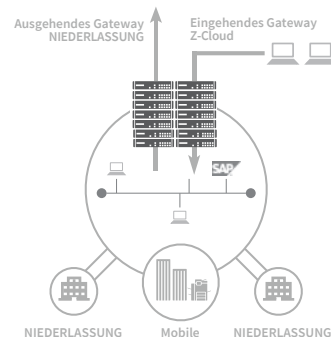 Ausgehendes Gateway
NIEDERLASSUNG
Eingehendes Gateway
Z-Cloud
SAP
NIEDERLASSUNG
Mobile
NIEDERLASSUNG